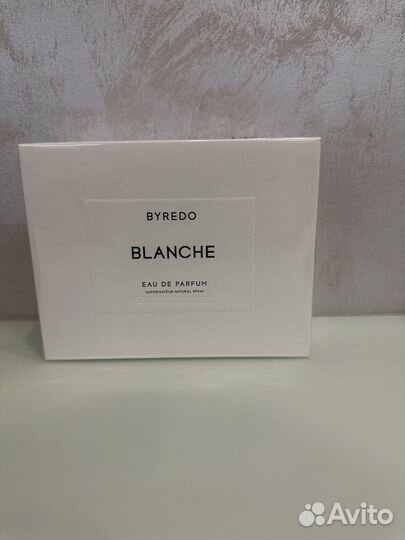 BYREDO
BLANCHE
EAU DE PARFUM
VAPORISATEUR NATURAL SPRAY
Avito